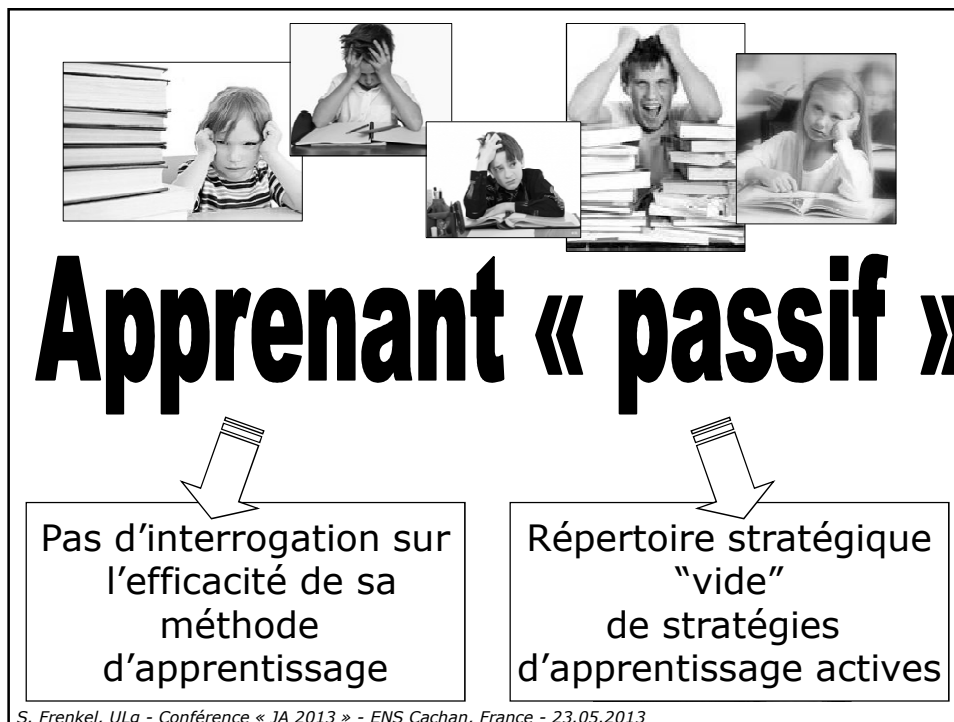 Apprenant « passif »
Pas d’interrogation sur
l’efficacité de sa
méthode
d’apprentissage
Répertoire stratégique
“vide”
de stratégies
d’apprentissage actives
S. Frenkel, ULg - Conférence « JA 2013 » - ENS Cachan, France - 23.05.2013